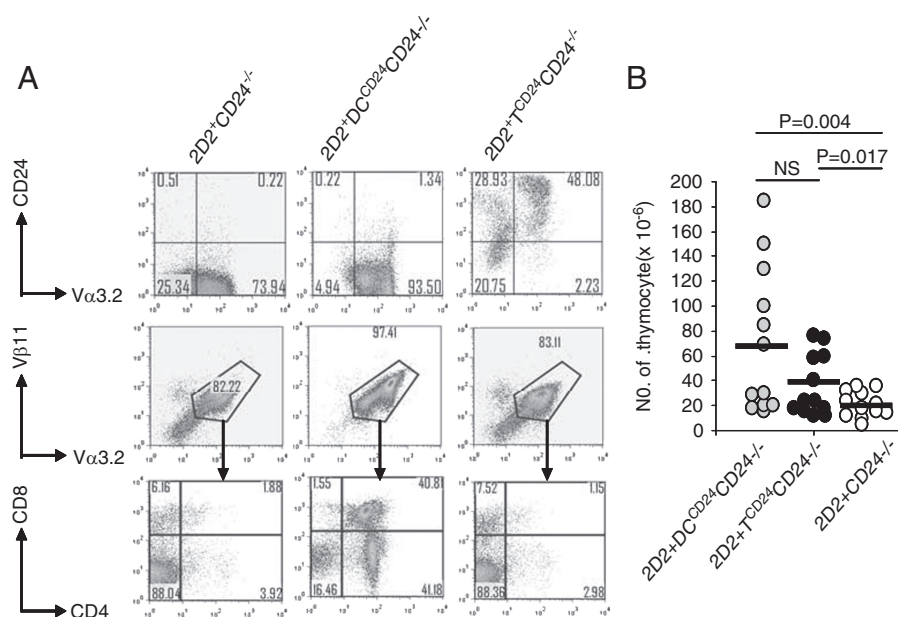 A
B
2D2⁺CD24⁻/⁻
2D2⁺DCᶜᴰ²⁴CD24-/-
2D2⁺Tᶜᴰ²⁴CD24-/-
CD24
Vα3.2
0.51 0.22
25.34 73.94
0.22 1.34
4.94 93.50
28.93 48.08
20.75 2.23
Vβ11
Vα3.2
82.22
97.41
83.11
CD8
CD4
6.16 1.88
88.04 3.92
1.55 40.81
16.46 41.18
7.52 1.15
88.36 2.98
P=0.004
NS
P=0.017
N0. of .thymocyte(x 10⁻⁶)
200
180
160
140
120
100
80
60
40
20
0
2D2+DCᶜᴰ²⁴CD24-/-
2D2+Tᶜᴰ²⁴CD24-/-
2D2+CD24-/-